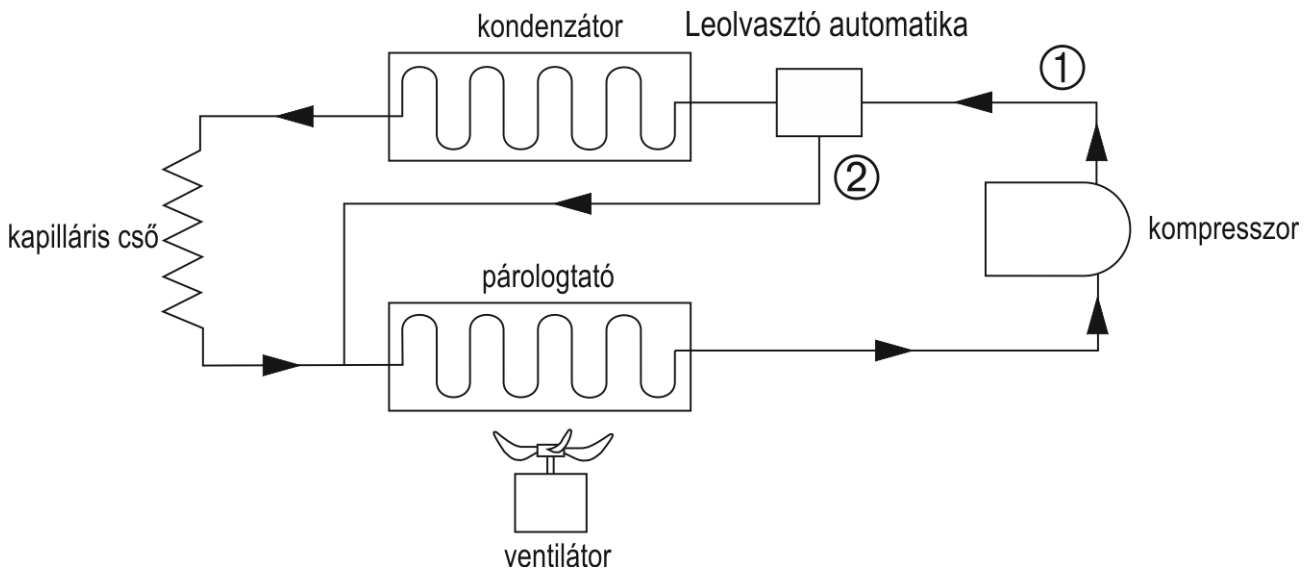 kondenzátor
Leolvasztó automatika
①
②
kapilláris cső
kompresszor
párologtató
ventilátor